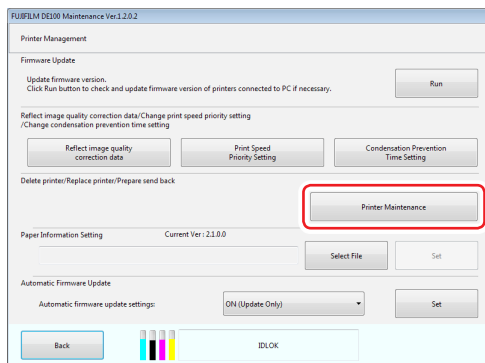 FUJIFILM DE100 Maintenance Ver.1.2.0.2
Printer Management
Firmware Update
Update firmware version.
Click Run button to check and update firmware version of printers connected to PC if necessary.
Run
Reflect image quality correction data/Change print speed priority setting
/Change condensation prevention time setting
Reflect image quality
correction data
Print Speed
Priority Setting
Condensation Prevention
Time Setting
Delete printer/Replace printer/Prepare send back
Printer Maintenance
Paper Information Setting
Current Ver : 2.1.0.0
Select File
Set
Automatic Firmware Update
Automatic firmware update settings:
ON (Update Only)
Set
Back
IDLOK